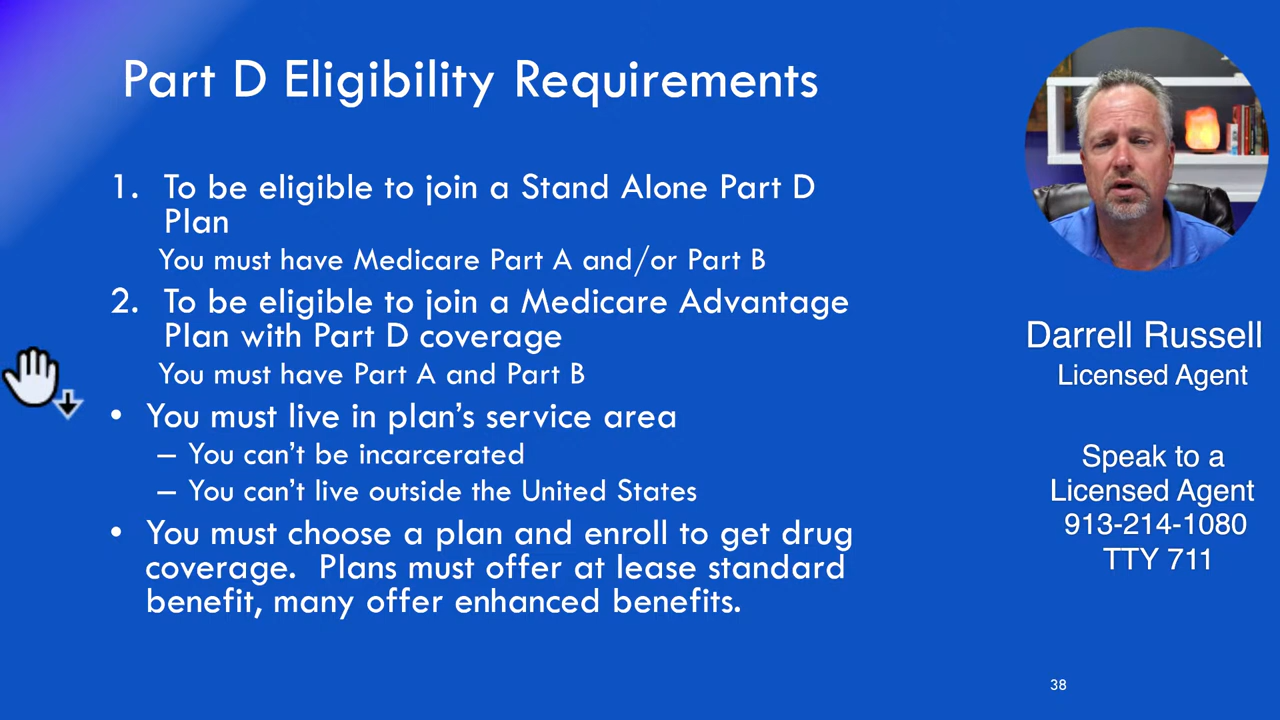 Part D Eligibility Requirements
1. To be eligible to join a Stand Alone Part D
Plan
You must have Medicare Part A and/or Part B
2. To be eligible to join a Medicare Advantage
Plan with Part D coverage
You must have Part A and Part B
• You must live in plan's service area
– You can't be incarcerated
– You can't live outside the United States
• You must choose a plan and enroll to get drug
coverage. Plans must offer at lease standard
benefit, many offer enhanced benefits.
Darrell Russell
Licensed Agent
Speak to a
Licensed Agent
913-214-1080
TTY 711
38